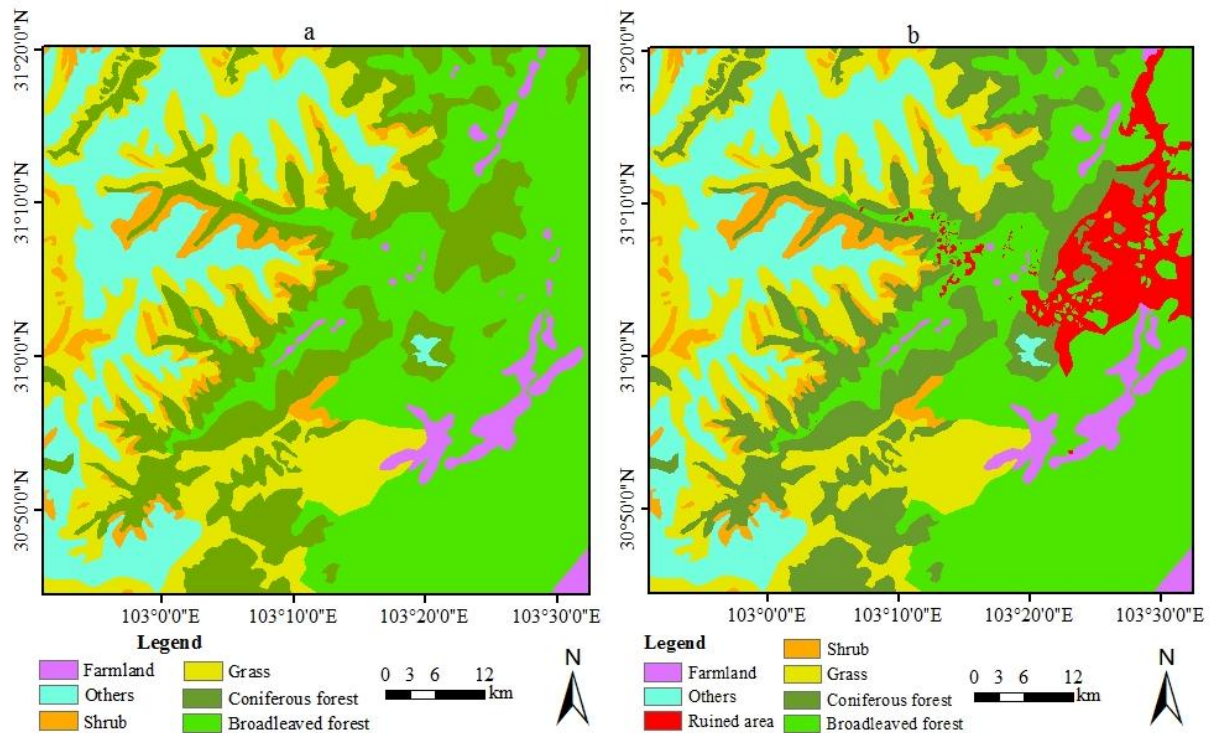 a
31°20'0"N
31°10'0"N
31°0'0"N
30°50'0"N
103°0'0"E 103°10'0"E 103°20'0"E 103°30'0"E
Legend
Farmland
Others
Shrub
Grass
Coniferous forest
Broadleaved forest
0 3 6 12
km
N
b
31°20'0"N
31°10'0"N
31°0'0"N
30°50'0"N
103°0'0"E 103°10'0"E 103°20'0"E 103°30'0"E
Legend
Farmland
Others
Ruined area
Shrub
Grass
Coniferous forest
Broadleaved forest
0 3 6 12
km
N